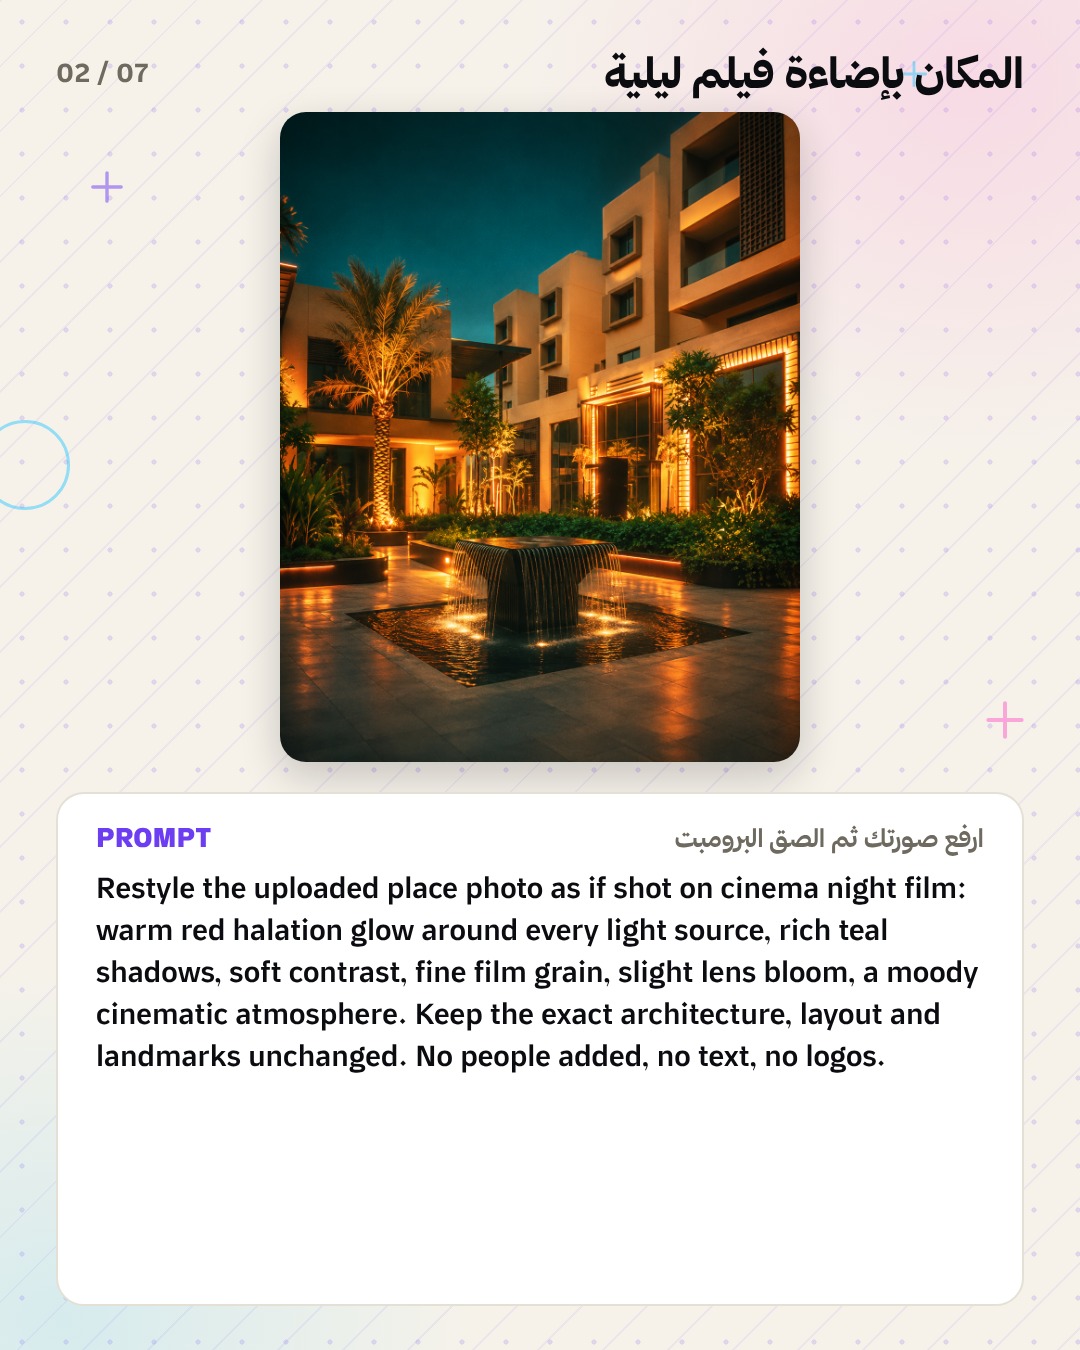 المكان بإضاءة فيلم ليلية
02 / 07
PROMPT
ارفع صورتك ثم الصق البرومبت
Restyle the uploaded place photo as if shot on cinema night film:
warm red halation glow around every light source, rich teal
shadows, soft contrast, fine film grain, slight lens bloom, a moody
cinematic atmosphere. Keep the exact architecture, layout and
landmarks unchanged. No people added, no text, no logos.